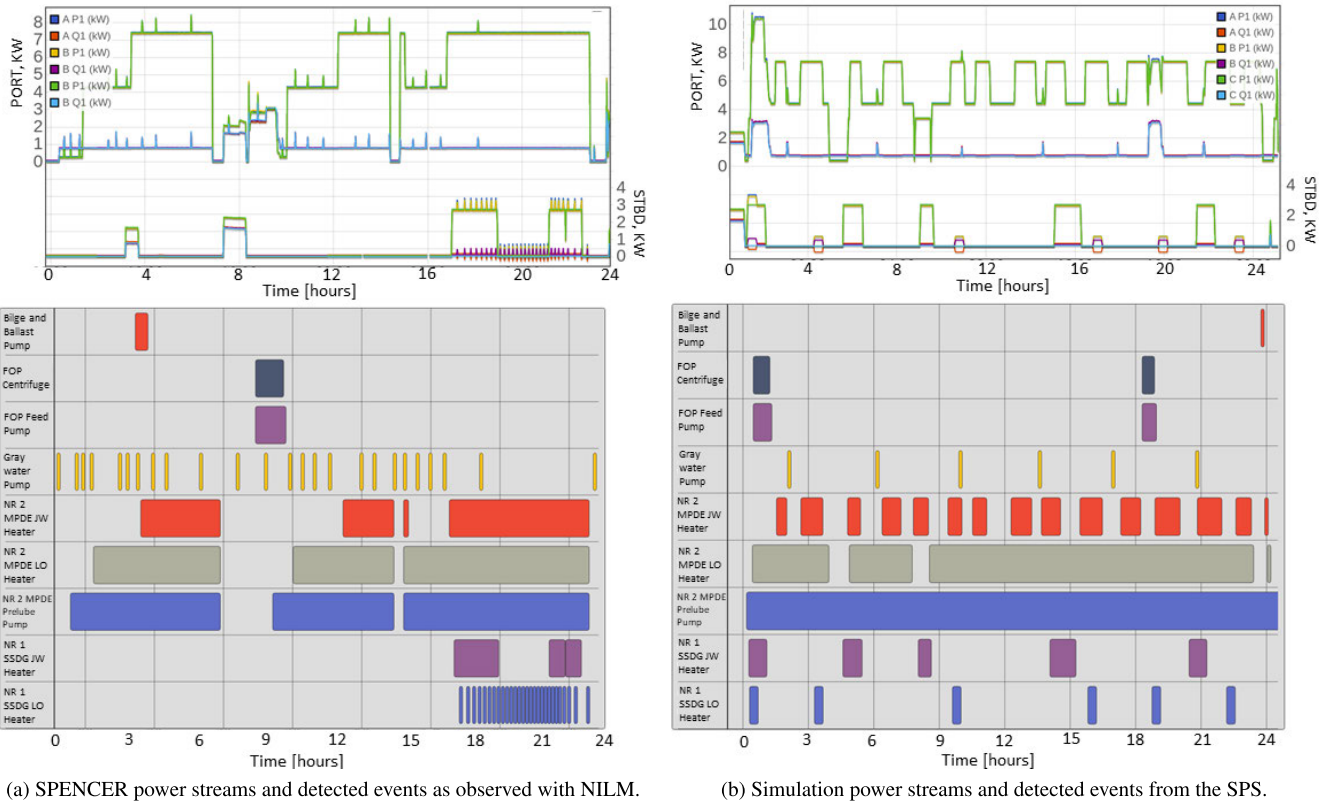 8
7
6
5
4
3
2
1
0
PORT, KW
A P1 (kW)
A Q1 (kW)
B P1 (kW)
B Q1 (kW)
B P1 (kW)
B Q1 (kW)
4
3
2
1
0
STBD, KW
0 4 8 12 16 20 24
Time [hours]
Bilge and
Ballast
Pump
FOP
Centrifuge
FOP Feed
Pump
Gray
water
Pump
NR 2
MPDE JW
Heater
NR 2
MPDE LO
Heater
NR 2 MPDE
Prelube
Pump
NR 1
SSDG JW
Heater
NR 1
SSDG LO
Heater
0 3 6 9 12 15 18 21 24
Time [hours]
(a) SPENCER power streams and detected events as observed with NILM.
10
8
6
4
2
0
PORT, KW
A P1 (kW)
A Q1 (kW)
B P1 (kW)
B Q1 (kW)
C P1 (kW)
C Q1 (kW)
4
2
0
STBD, KW
0 4 8 12 16 20 24
Time [hours]
Bilge and
Ballast
Pump
FOP
Centrifuge
FOP Feed
Pump
Gray
water
Pump
NR 2
MPDE JW
Heater
NR 2
MPDE LO
Heater
NR 2 MPDE
Prelube
Pump
NR 1
SSDG JW
Heater
NR 1
SSDG LO
Heater
0 3 6 9 12 15 18 21 24
Time [hours]
(b) Simulation power streams and detected events from the SPS.